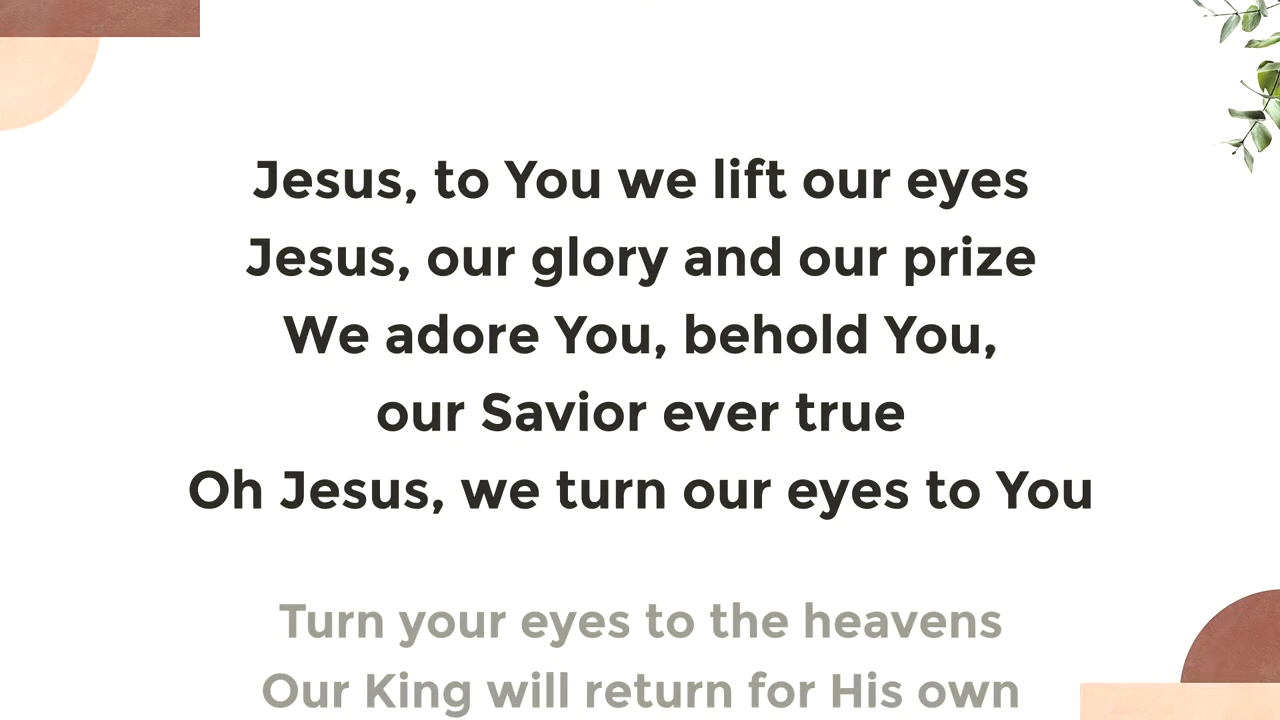 Jesus, to You we lift our eyes
Jesus, our glory and our prize
We adore You, behold You,
our Savior ever true
Oh Jesus, we turn our eyes to You
Turn your eyes to the heavens
Our King will return for His own